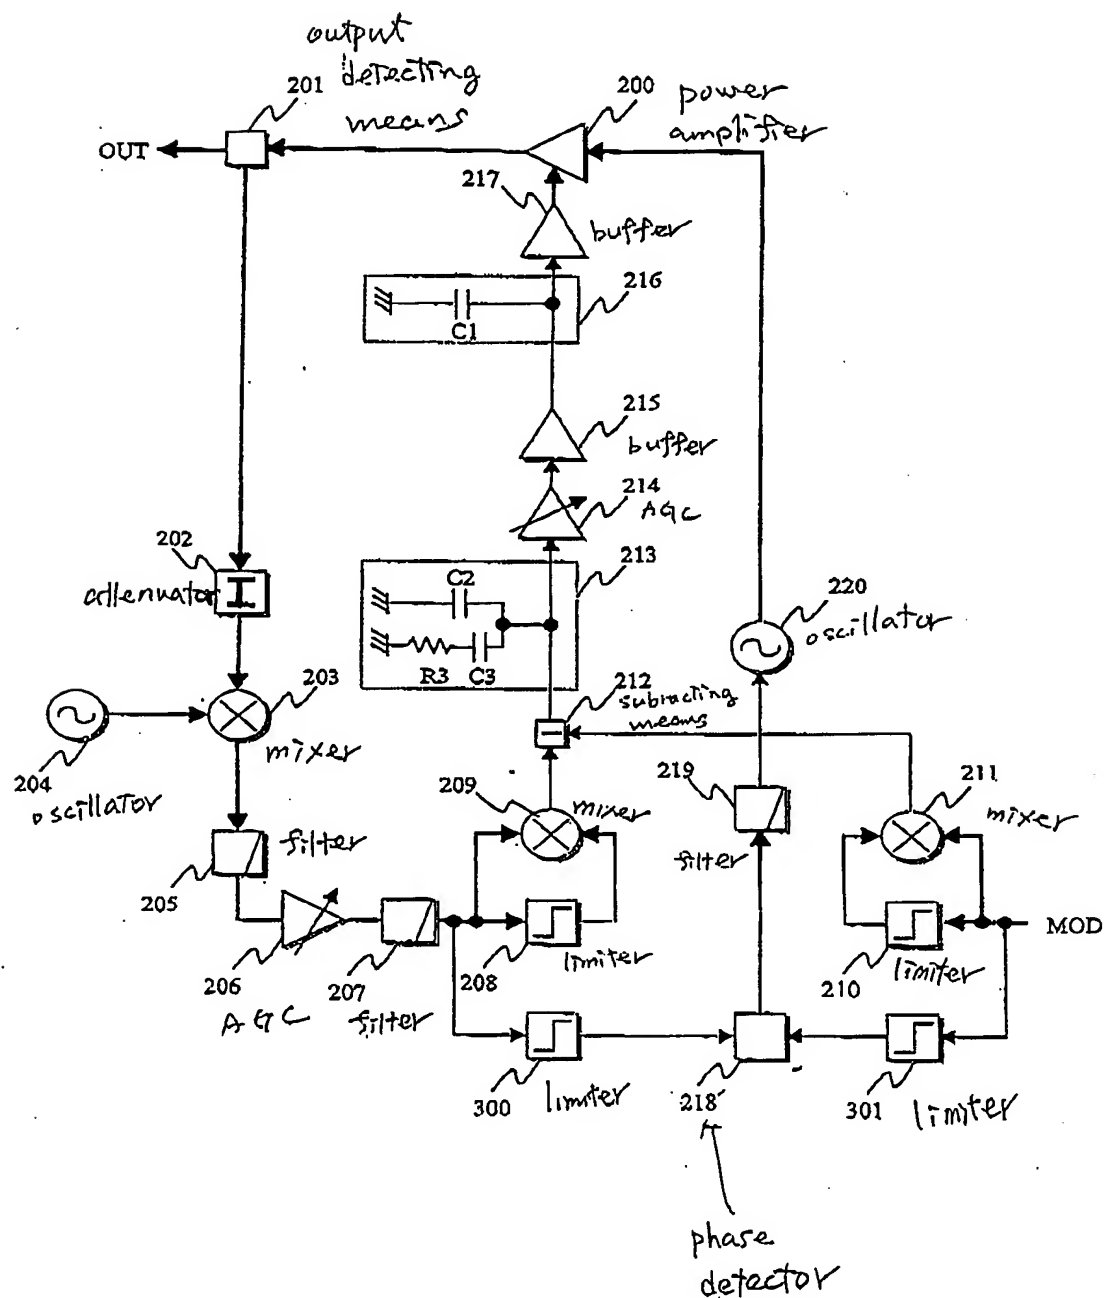 output
detecting
means
201
200
power
amplifier
OUT
217
buffer
216
C1
215
buffer
214
AGC
202
attenuator
213
C2
R3 C3
220
oscillator
203
mixer
204
oscillator
212
subracting
means
209
mixer
219
filter
211
mixer
205
filter
206
AGC
207
filter
208
limiter
210
limiter
MOD
300
limiter
218
301
limiter
phase
detector